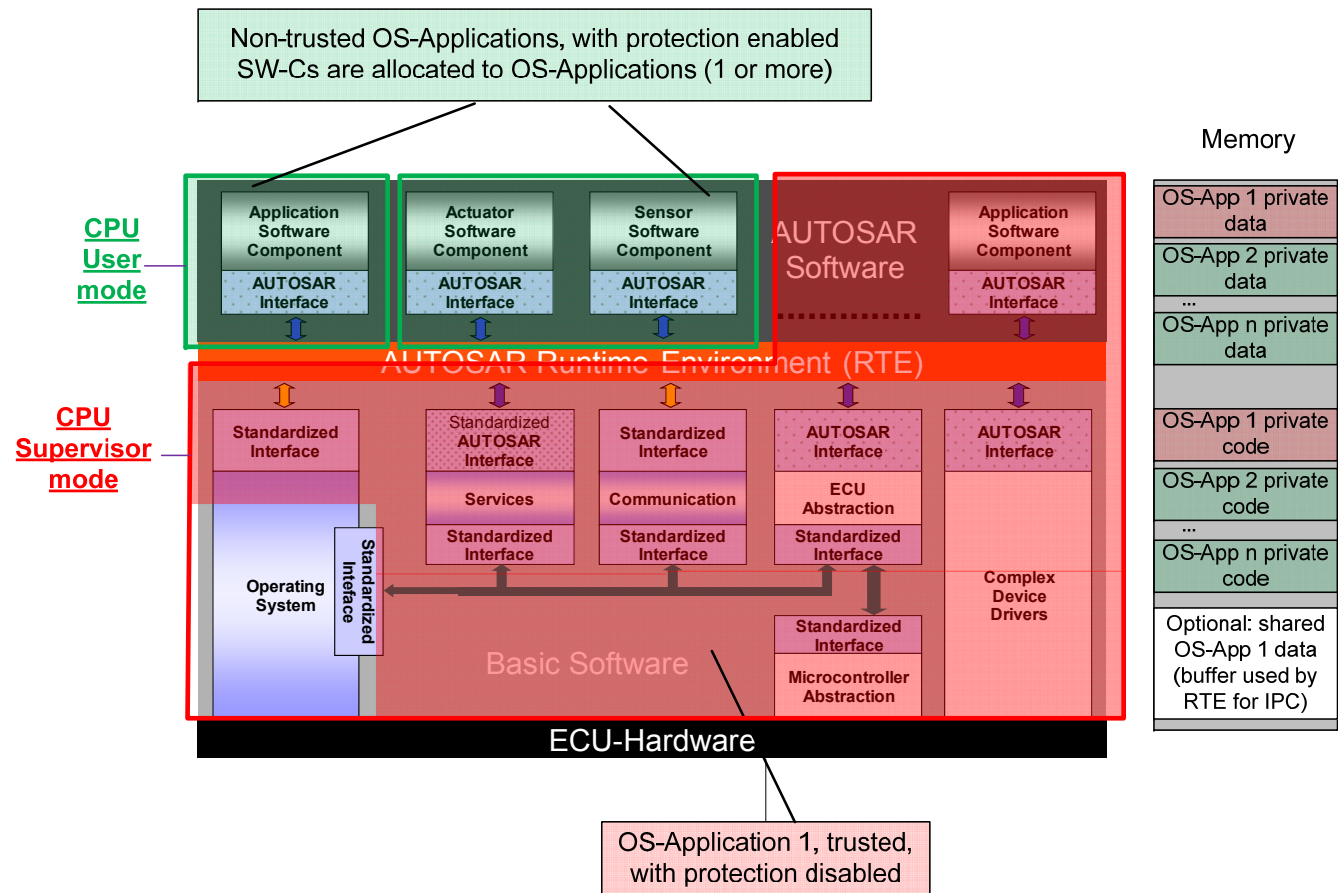 Non-trusted OS-Applications, with protection enabled
SW-Cs are allocated to OS-Applications (1 or more)
Memory
CPU
User
mode
Application
Software
Component
AUTOSAR
Interface
Actuator
Software
Component
AUTOSAR
Interface
Sensor
Software
Component
AUTOSAR
Interface
AUTOSAR
Software
..............
Application
Software
Component
AUTOSAR
Interface
AUTOSAR Runtime Environment (RTE)
CPU
Supervisor
mode
Standardized
Interface
Operating
System
Standardized
Inteface
Standardized
AUTOSAR
Interface
Services
Standardized
Interface
Standardized
Interface
Communication
Standardized
Interface
AUTOSAR
Interface
ECU
Abstraction
Standardized
Interface
Standardized
Interface
Microcontroller
Abstraction
AUTOSAR
Interface
Complex
Device
Drivers
Basic Software
ECU-Hardware
OS-Application 1, trusted,
with protection disabled
OS-App 1 private
data
OS-App 2 private
data
...
OS-App n private
data
OS-App 1 private
code
OS-App 2 private
code
...
OS-App n private
code
Optional: shared
OS-App 1 data
(buffer used by
RTE for IPC)